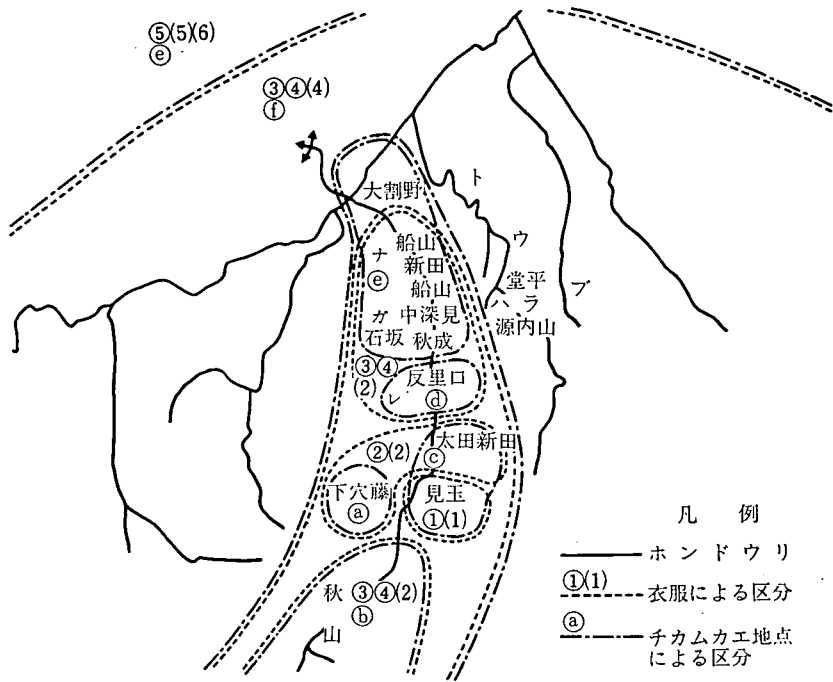 ⑤(5)(6)
ⓔ
③④(4)
ⓕ
大割野
トウブ
船山
新田
船山
中深見
秋成
石坂
ナガレ
ⓔ
堂平
ハラ
源内山
③④
(2)
反里口
ⓓ
太田新田
②(2)
ⓒ
下穴藤
ⓐ
見玉
①(1)
秋山
③④(2)
ⓑ
凡 例
ホンドウリ
①(1)
衣服による区分
ⓐ
チカムカエ地点
による区分